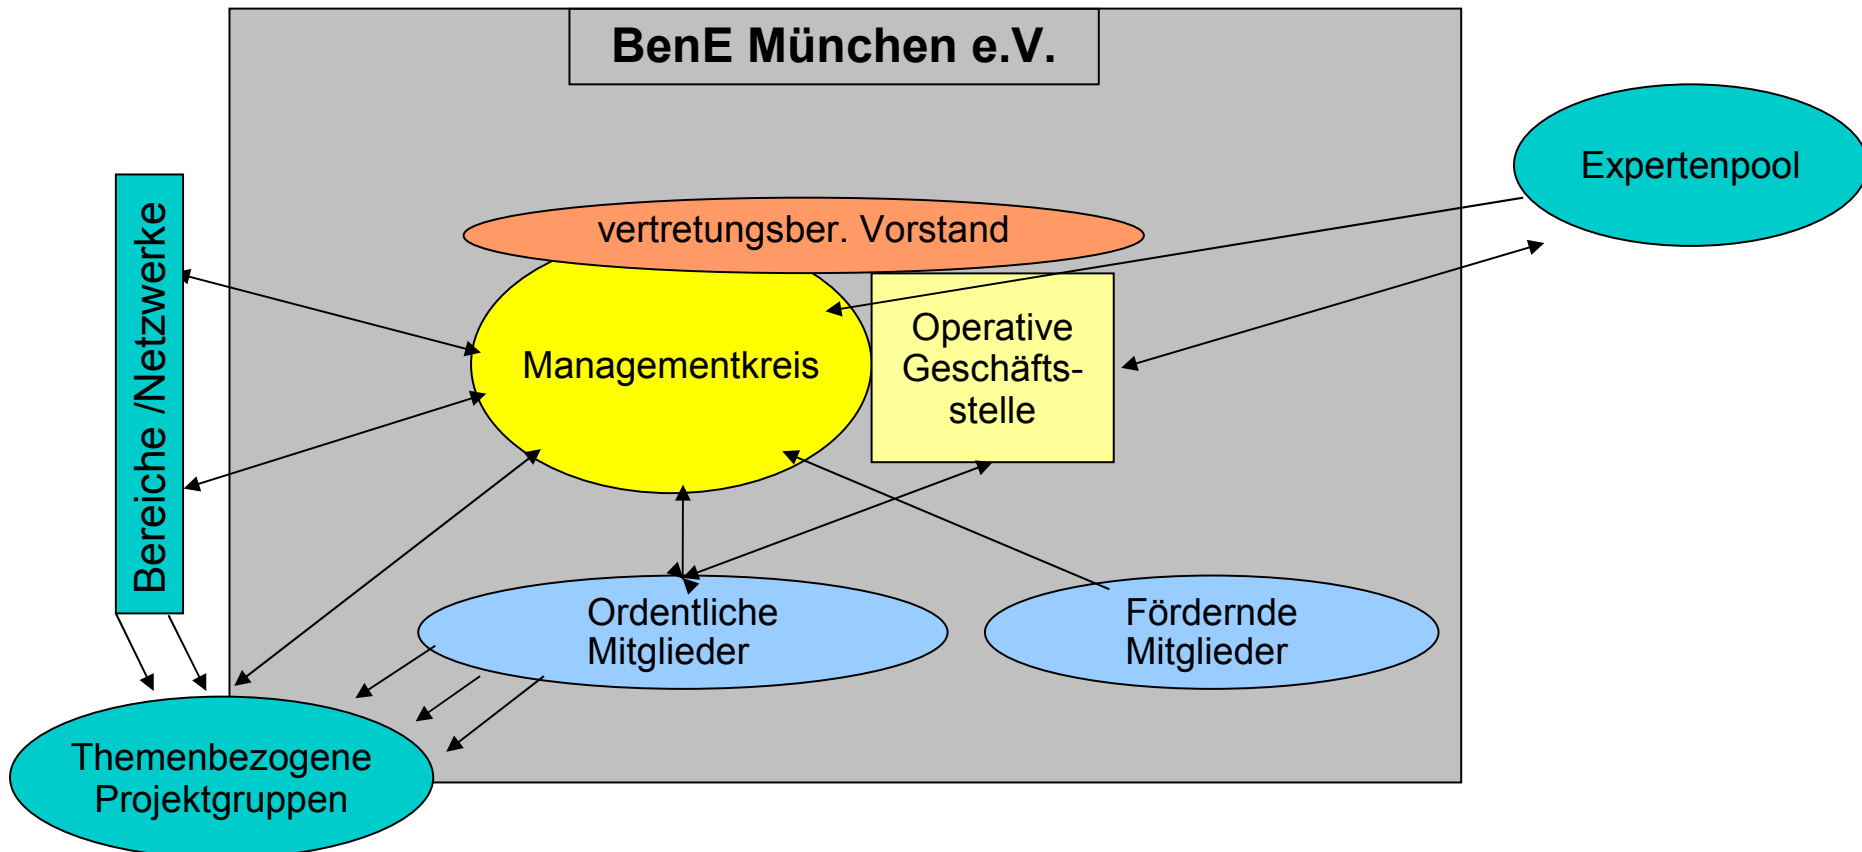 BenE München e.V.
Expertenpool
vertretungsber. Vorstand
Bereiche /Netzwerke
Managementkreis
Operative
Geschäfts-
stelle
Ordentliche
Mitglieder
Fördernde
Mitglieder
Themenbezogene
Projektgruppen